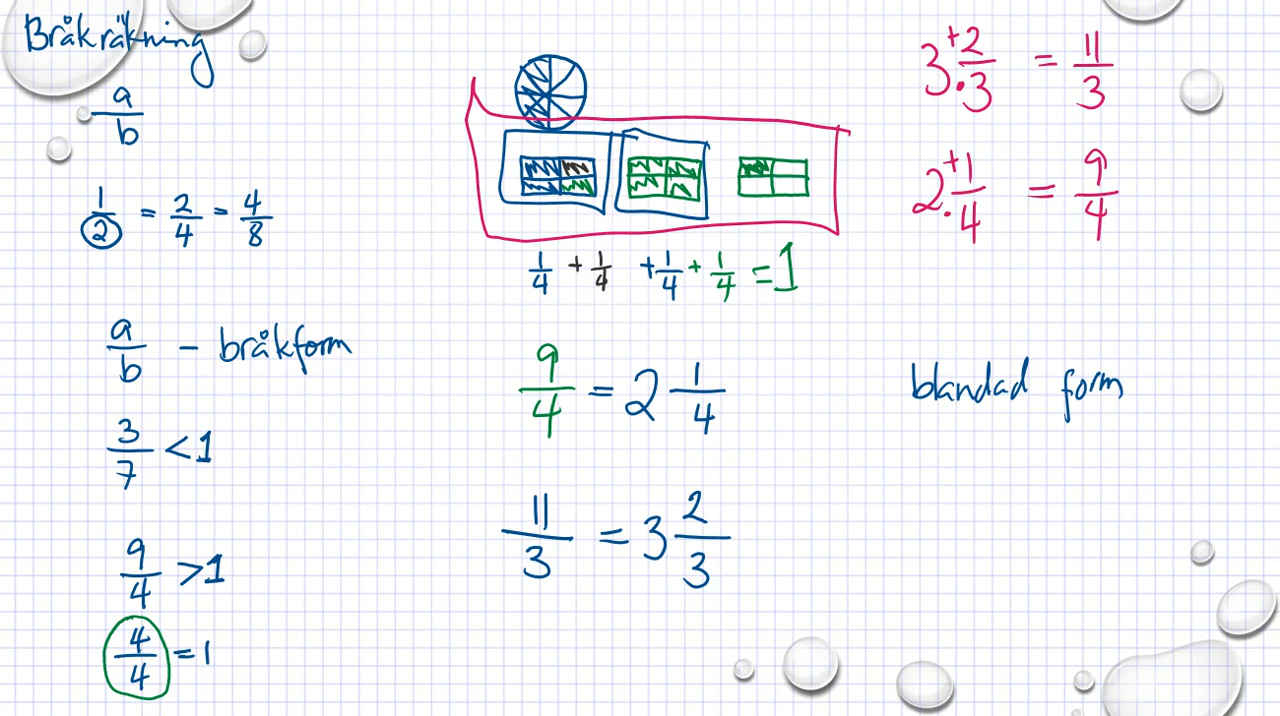 Bråkräkning
a/b
1/2 = 2/4 = 4/8
a/b - bråkform
3/7 < 1
9/4 > 1
4/4 = 1
1/4 + 1/4 + 1/4 + 1/4 = 1
9/4 = 2 1/4
11/3 = 3 2/3
3 + 2 / · 3 = 11/3
2 + 1 / · 4 = 9/4
blandad form